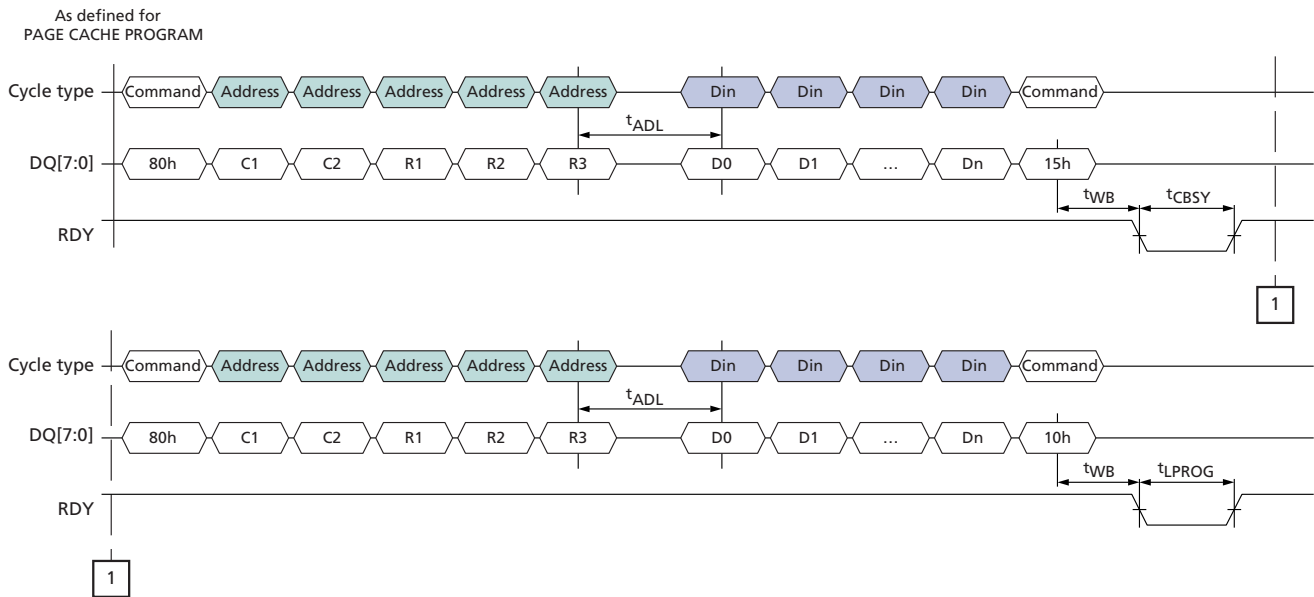 As defined for
PAGE CACHE PROGRAM
Cycle type Command Address Address Address Address Address Din Din Din Din Command
tADL
DQ[7:0] 80h C1 C2 R1 R2 R3 D0 D1 … Dn 15h
tWB tCBSY
RDY
1
Cycle type Command Address Address Address Address Address Din Din Din Din Command
tADL
DQ[7:0] 80h C1 C2 R1 R2 R3 D0 D1 … Dn 10h
tWB tLPROG
RDY
1